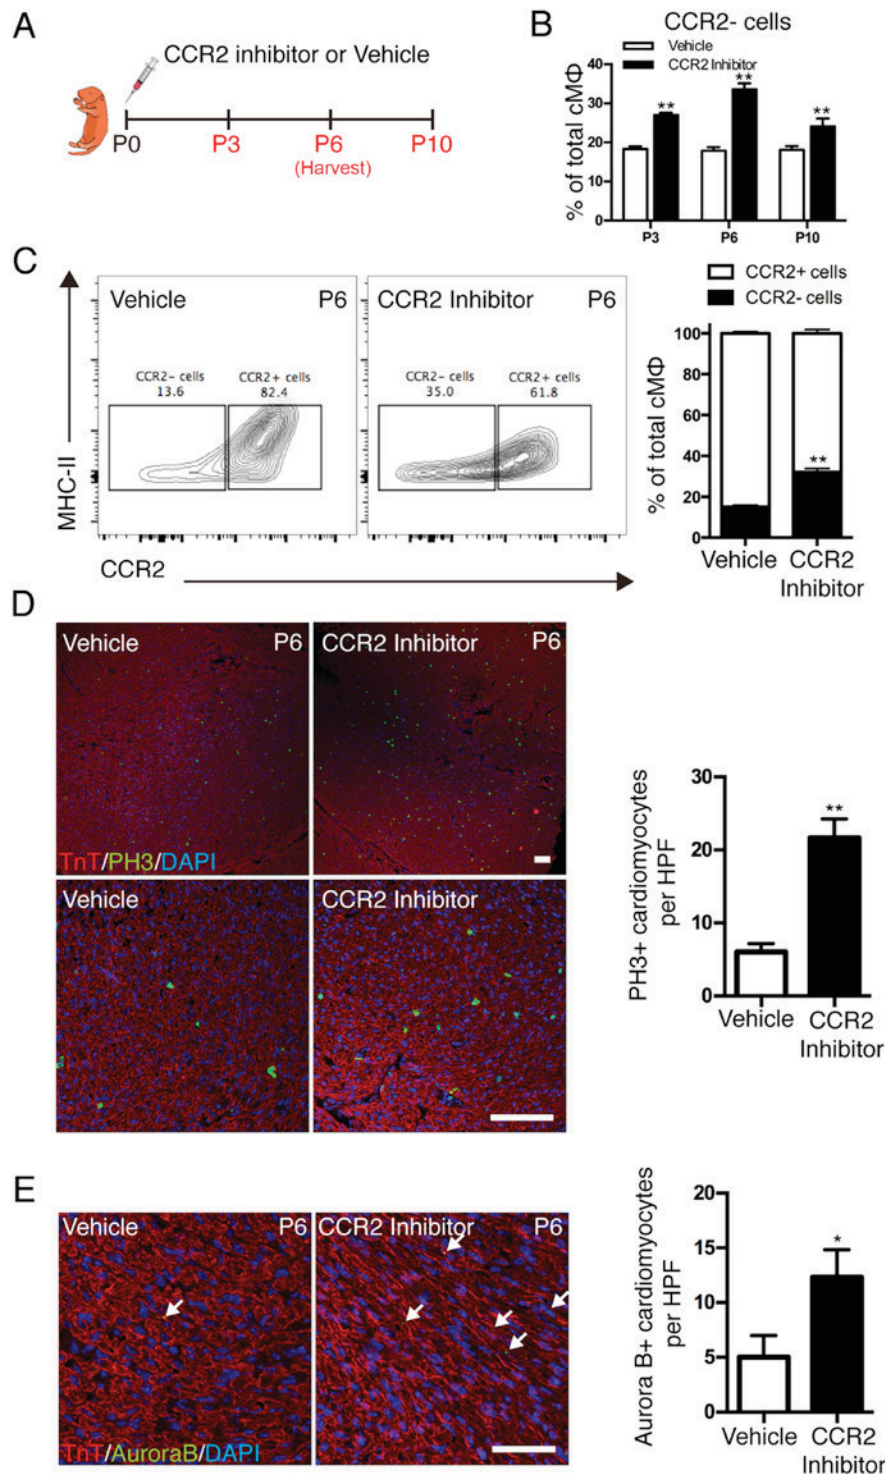 A
CCR2 inhibitor or Vehicle
P0
P3
P6
P10
(Harvest)
B
CCR2- cells
Vehicle
CCR2 Inhibitor
% of total cMΦ
40
30
20
10
0
**
**
**
P3
P6
P10
C
Vehicle
P6
CCR2- cells
13.6
CCR2+ cells
82.4
CCR2 Inhibitor
P6
CCR2- cells
35.0
CCR2+ cells
61.8
MHC-II
CCR2
CCR2+ cells
CCR2- cells
% of total cMΦ
100
80
60
40
20
0
**
Vehicle
CCR2
Inhibitor
D
Vehicle
P6
CCR2 Inhibitor
P6
TnT/PH3/DAPI
Vehicle
CCR2 Inhibitor
PH3+ cardiomyocytes
per HPF
30
20
10
0
**
Vehicle
CCR2
Inhibitor
E
Vehicle
P6
CCR2 Inhibitor
P6
TnT/AuroraB/DAPI
Aurora B+ cardiomyocytes
per HPF
20
15
10
5
0
*
Vehicle
CCR2
Inhibitor